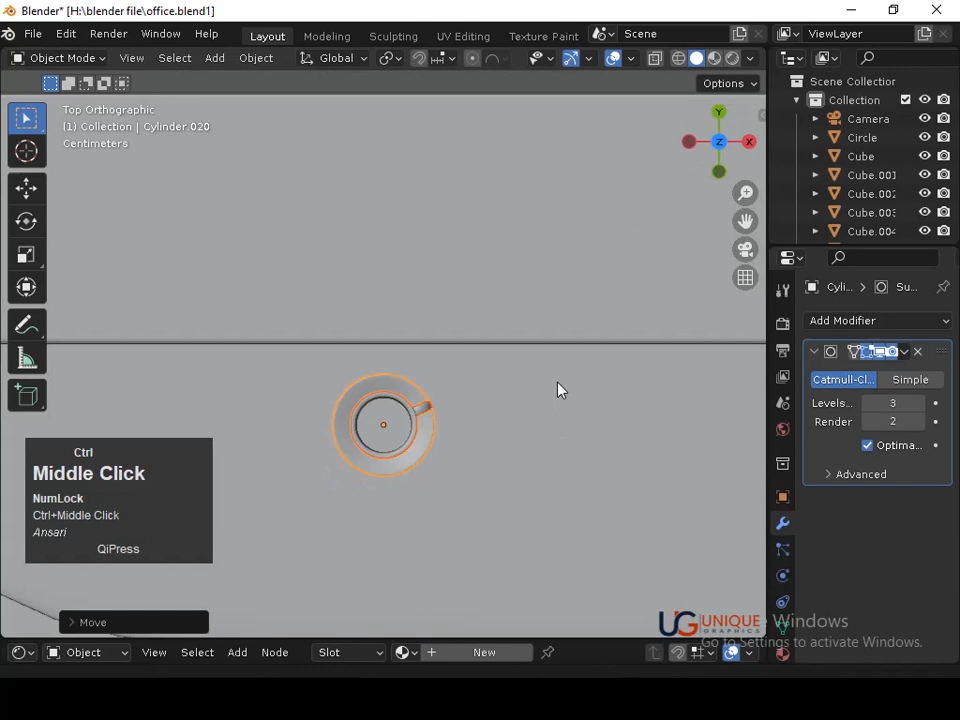 Blender* [H:\blender file\office.blend1]
File Edit Render Window Help Layout Modeling Sculpting UV Editing Texture Paint Scene ViewLayer
Object Mode View Select Add Object Global
Options
Top Orthographic
(1) Collection | Cylinder.020
Centimeters
Y
X
Z
Scene Collection
Collection
Camera
Circle
Cube
Cube.001
Cube.002
Cube.003
Cube.004
Cyli... Su...
Add Modifier
Catmull-Cl... Simple
Levels... 3
Render 2
Optima...
Advanced
Ctrl
Middle Click
NumLock
Ctrl+Middle Click
Ansari
QiPress
Move
UG UNIQUE
GRAPHICS
Windows
Go to Settings to activate Windows.
Object View Select Add Node Slot New